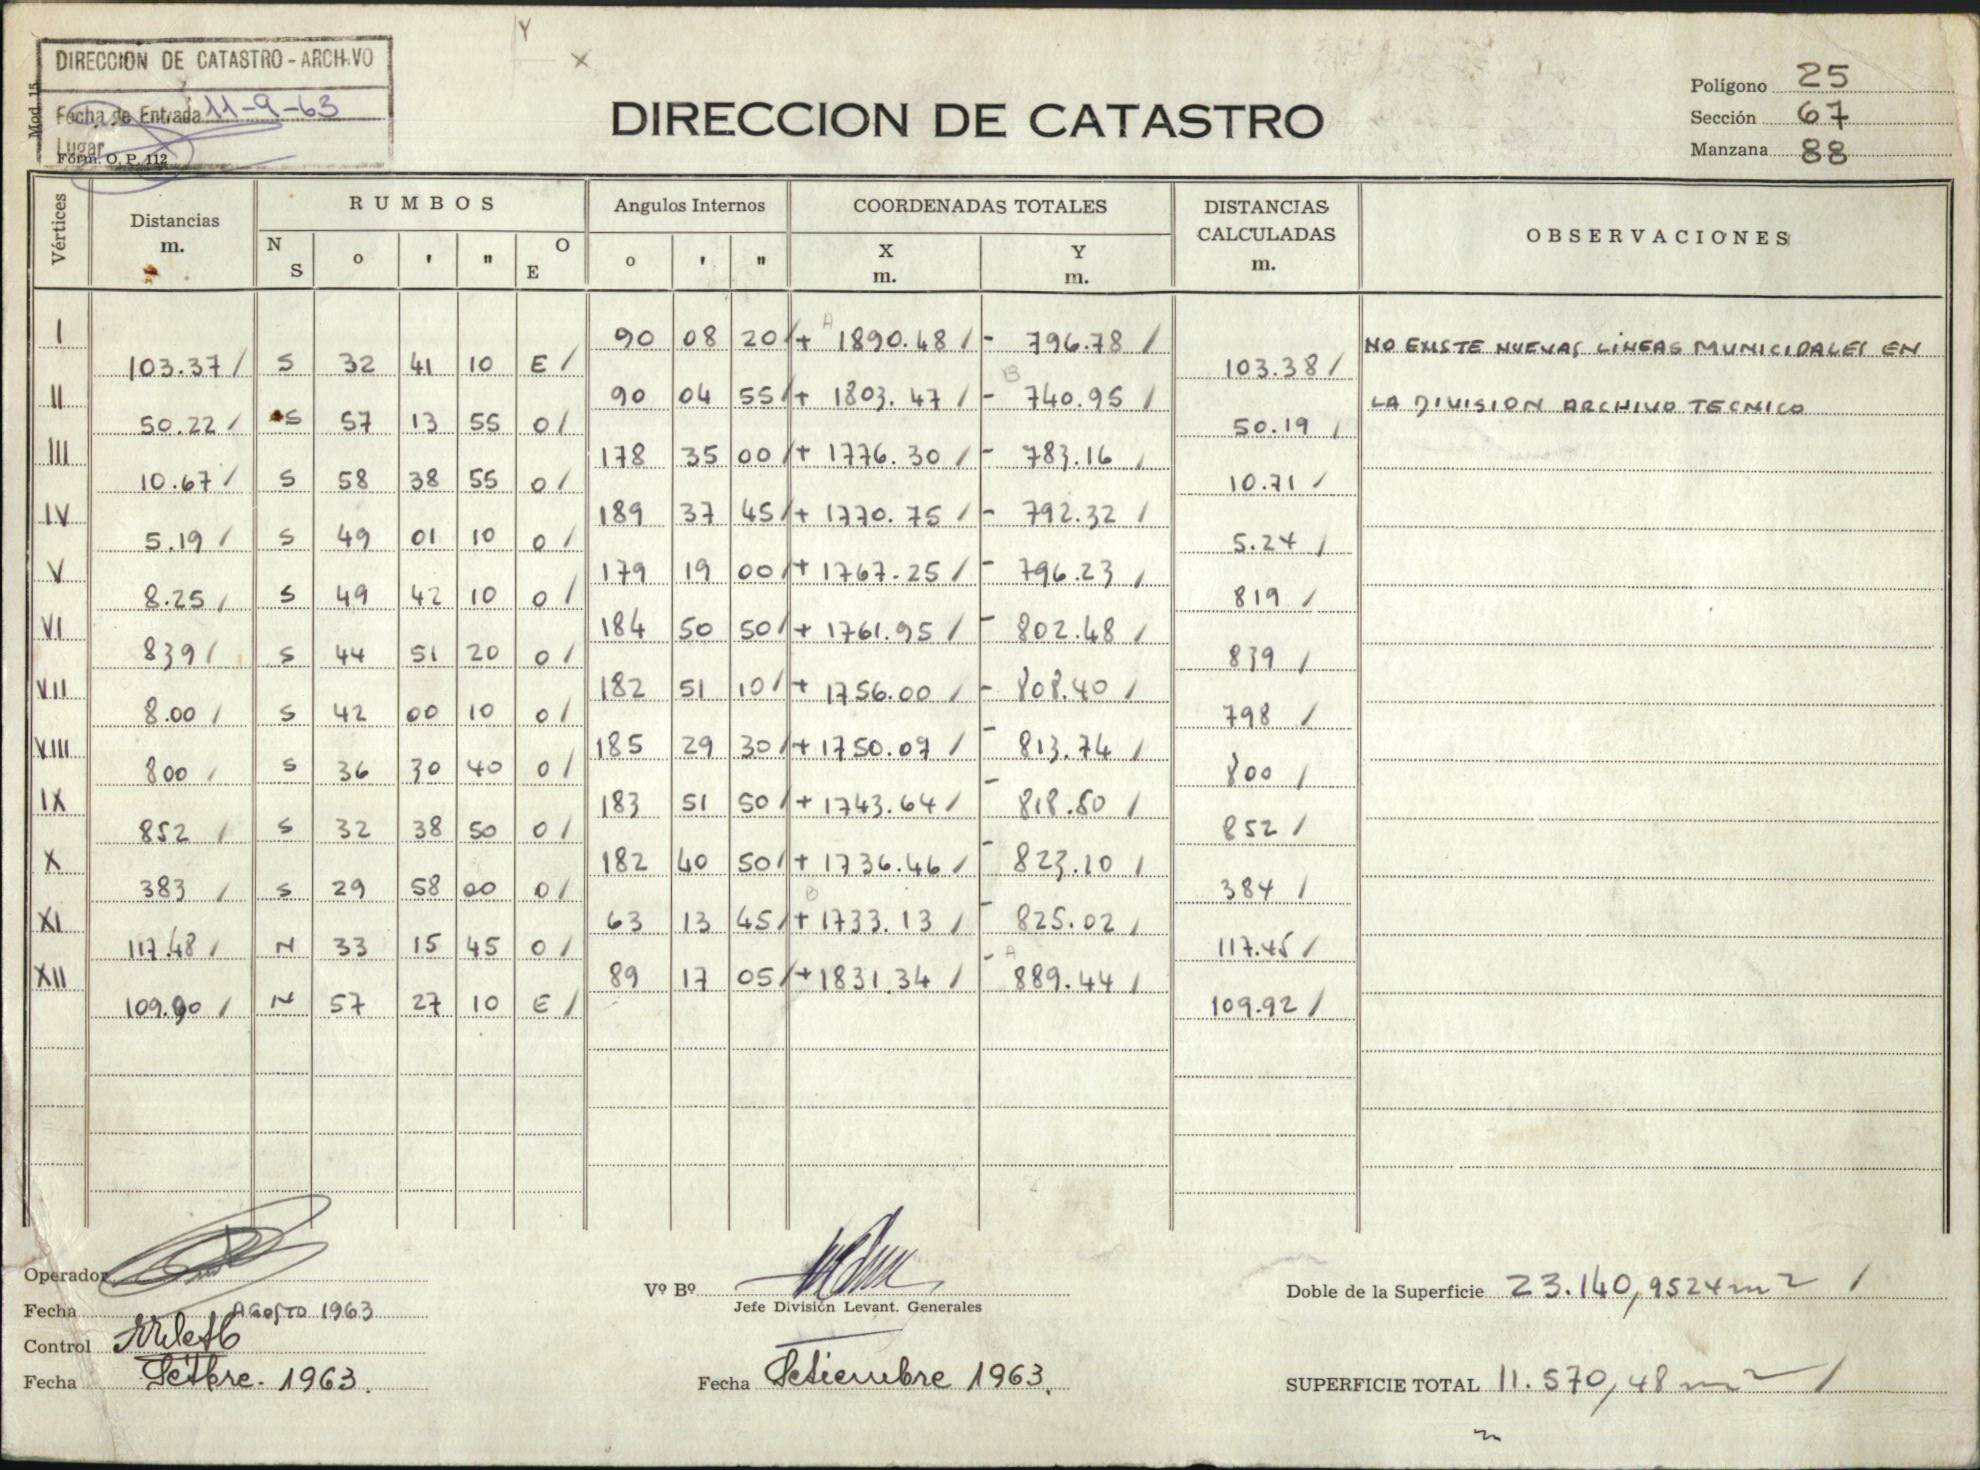 Y
X
DIRECCION DE CATASTRO - ARCHIVO
Mod. 15
Fecha de Entrada 11-9-63
Lugar
Form. O. P. 112
DIRECCION DE CATASTRO
Polígono 25
Sección 67
Manzana 88
Vértices Distancias m. RUMBOS Angulos Internos COORDENADAS TOTALES DISTANCIAS CALCULADAS m. OBSERVACIONES
N S o ' " O E o ' " X m. Y m.
I 90 08 20 / + A 1890.48 / - 796.78 / NO EXISTE NUEVAS LINEAS MUNICIPALES EN
103.37 / S 32 41 10 E / 103.38 /
II 90 04 55 / + 1803.47 / - B 740.95 / LA DIVISION ARCHIVO TECNICO
50.22 / S 57 13 55 O / 50.19 /
III 178 35 00 / + 1776.30 / - 783.16 /
10.67 / S 58 38 55 O / 10.71 /
IV 189 37 45 / + 1770.75 / - 792.32 /
5.19 / S 49 01 10 O / 5.24 /
V 179 19 00 / + 1767.25 / - 796.23 /
8.25 / S 49 42 10 O / 819 /
VI 184 50 50 / + 1761.95 / - 802.48 /
839 / S 44 51 20 O / 839 /
VII 182 51 10 / + 1756.00 / - 808.40 /
8.00 / S 42 00 10 O / 798 /
VIII 185 29 30 / + 1750.07 / - 813.74 /
800 / S 36 30 40 O / 800 /
IX 183 51 50 / + 1743.64 / - 818.50 /
852 / S 32 38 50 O / 852 /
X 182 40 50 / + 1736.46 / - 823.10 /
383 / S 29 58 00 O / 384 /
XI 63 13 45 / + B 1733.13 / - 825.02 /
117.48 / N 33 15 45 O / 117.45 /
XII 89 17 05 / + 1831.34 / - A 889.44 /
109.90 / N 57 27 10 E / 109.92 /
Operador
Fecha AGOSTO 1963
Control
Fecha Setbre. 1963.
Vº Bº
Jefe División Levant. Generales
Fecha Setiembre 1963.
Doble de la Superficie 23.140,9524 m2 /
SUPERFICIE TOTAL 11.570,48 m2 /